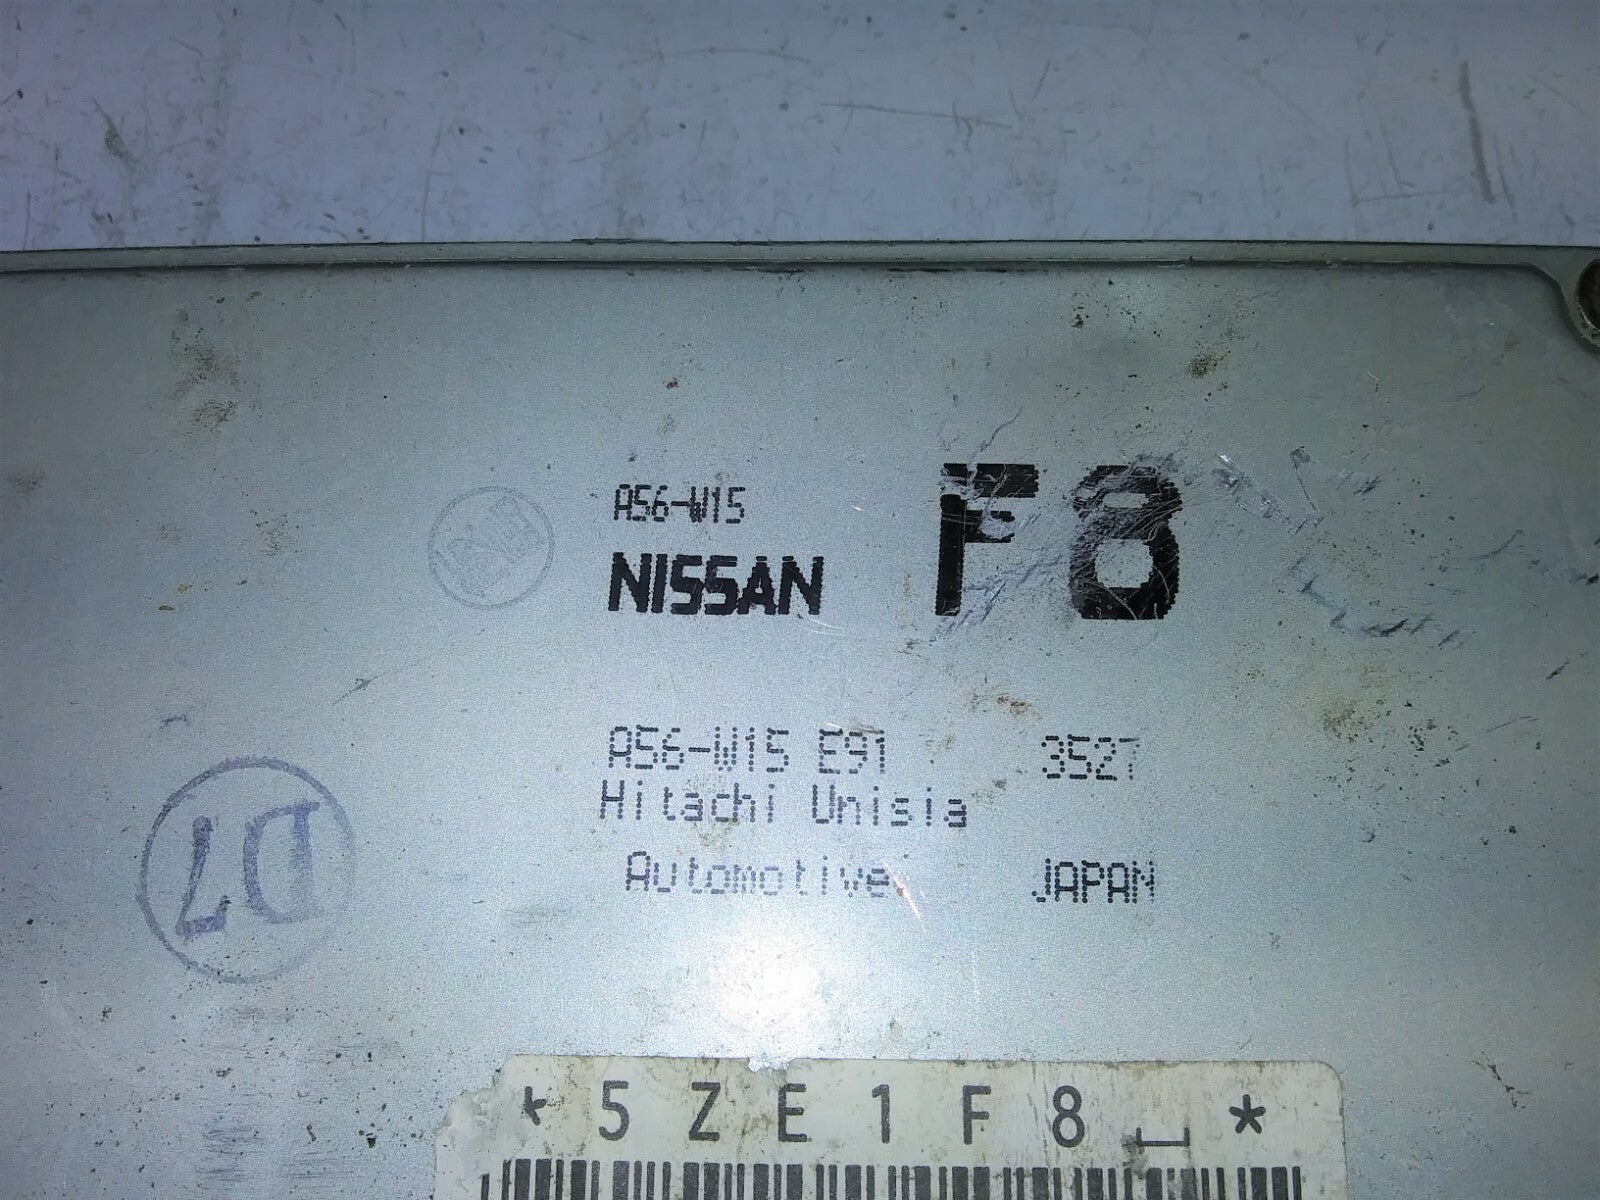 A56-W15
NISSAN
F8
A56-W15 E91 3527
Hitachi Unisia
Automotive JAPAN
D7
*5ZE1F8⎵*